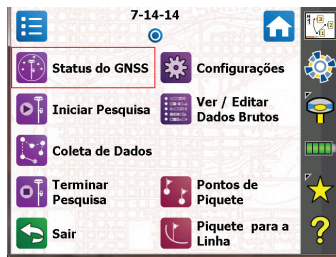 7-14-14
Status do GNSS
Configurações
Iniciar Pesquisa
Ver / Editar
Dados Brutos
Coleta de Dados
Terminar
Pesquisa
Pontos de
Piquete
Sair
Piquete para a
Linha